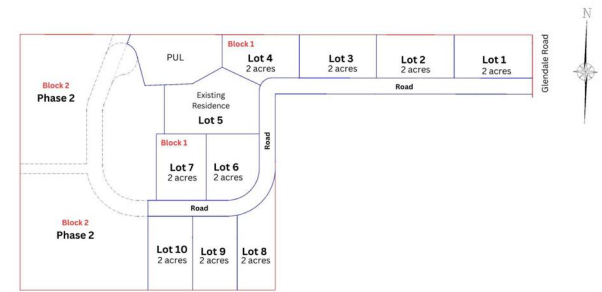 N
Block 1
Lot 4
2 acres
Lot 3
2 acres
Lot 2
2 acres
Lot 1
2 acres
Glendale Road
PUL
Road
Block 2
Phase 2
Existing
Residence
Lot 5
Road
Block 1
Lot 7
2 acres
Lot 6
2 acres
Road
Block 2
Phase 2
Lot 10
2 acres
Lot 9
2 acres
Lot 8
2 acres